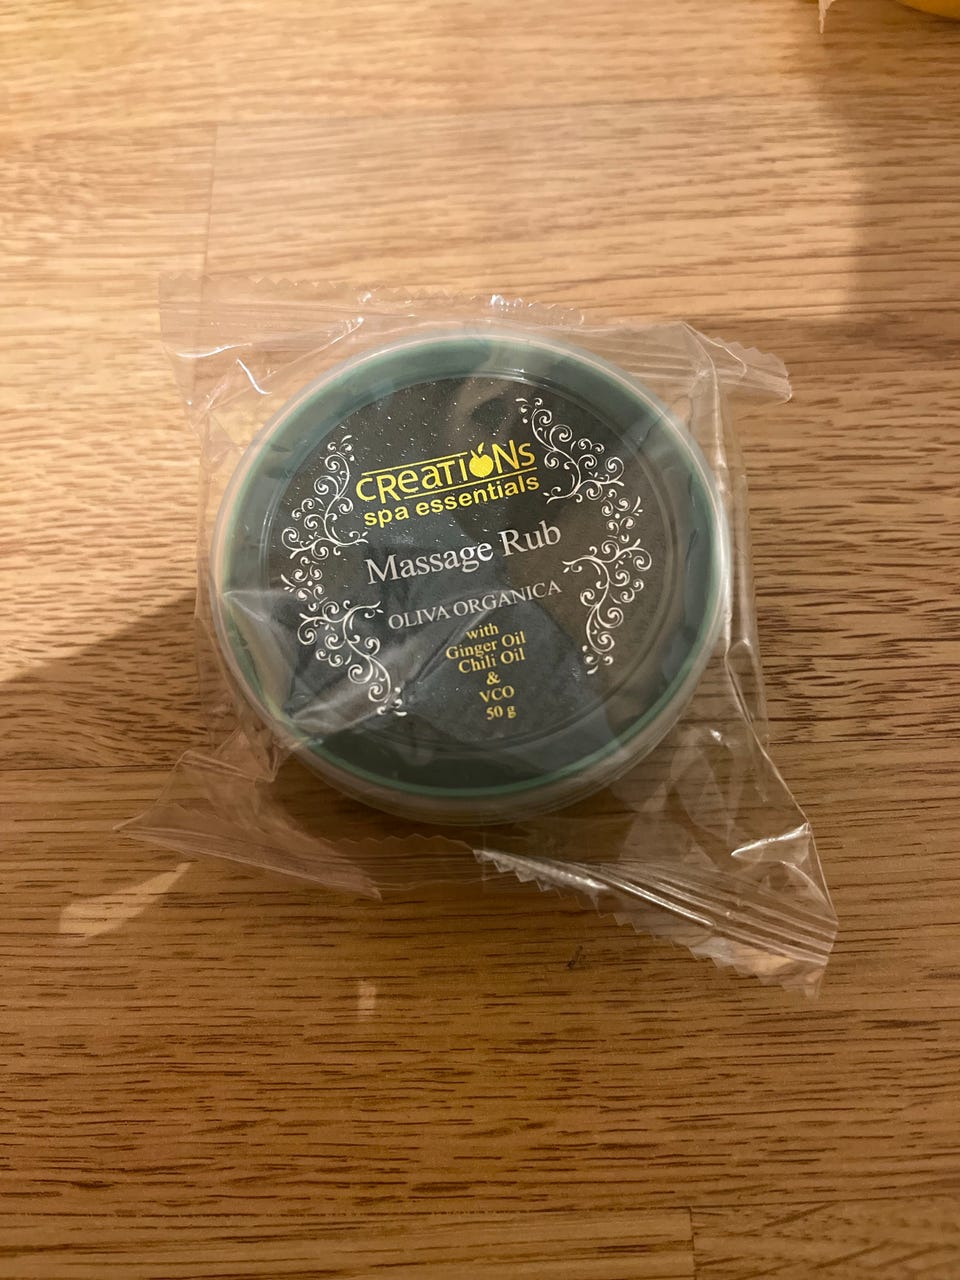 CREATIONS
spa essentials
Massage Rub
OLIVA ORGANICA
with
Ginger Oil
Chili Oil
&
VCO
50 g